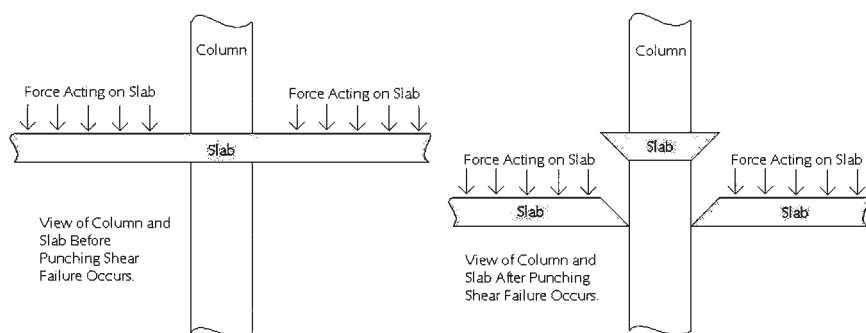 Column
Force Acting on Slab
Force Acting on Slab
Slab
View of Column and
Slab Before
Punching Shear
Failure Occurs.
Column
Slab
Force Acting on Slab
Force Acting on Slab
Slab
Slab
View of Column and
Slab After Punching
Shear Failure Occurs.